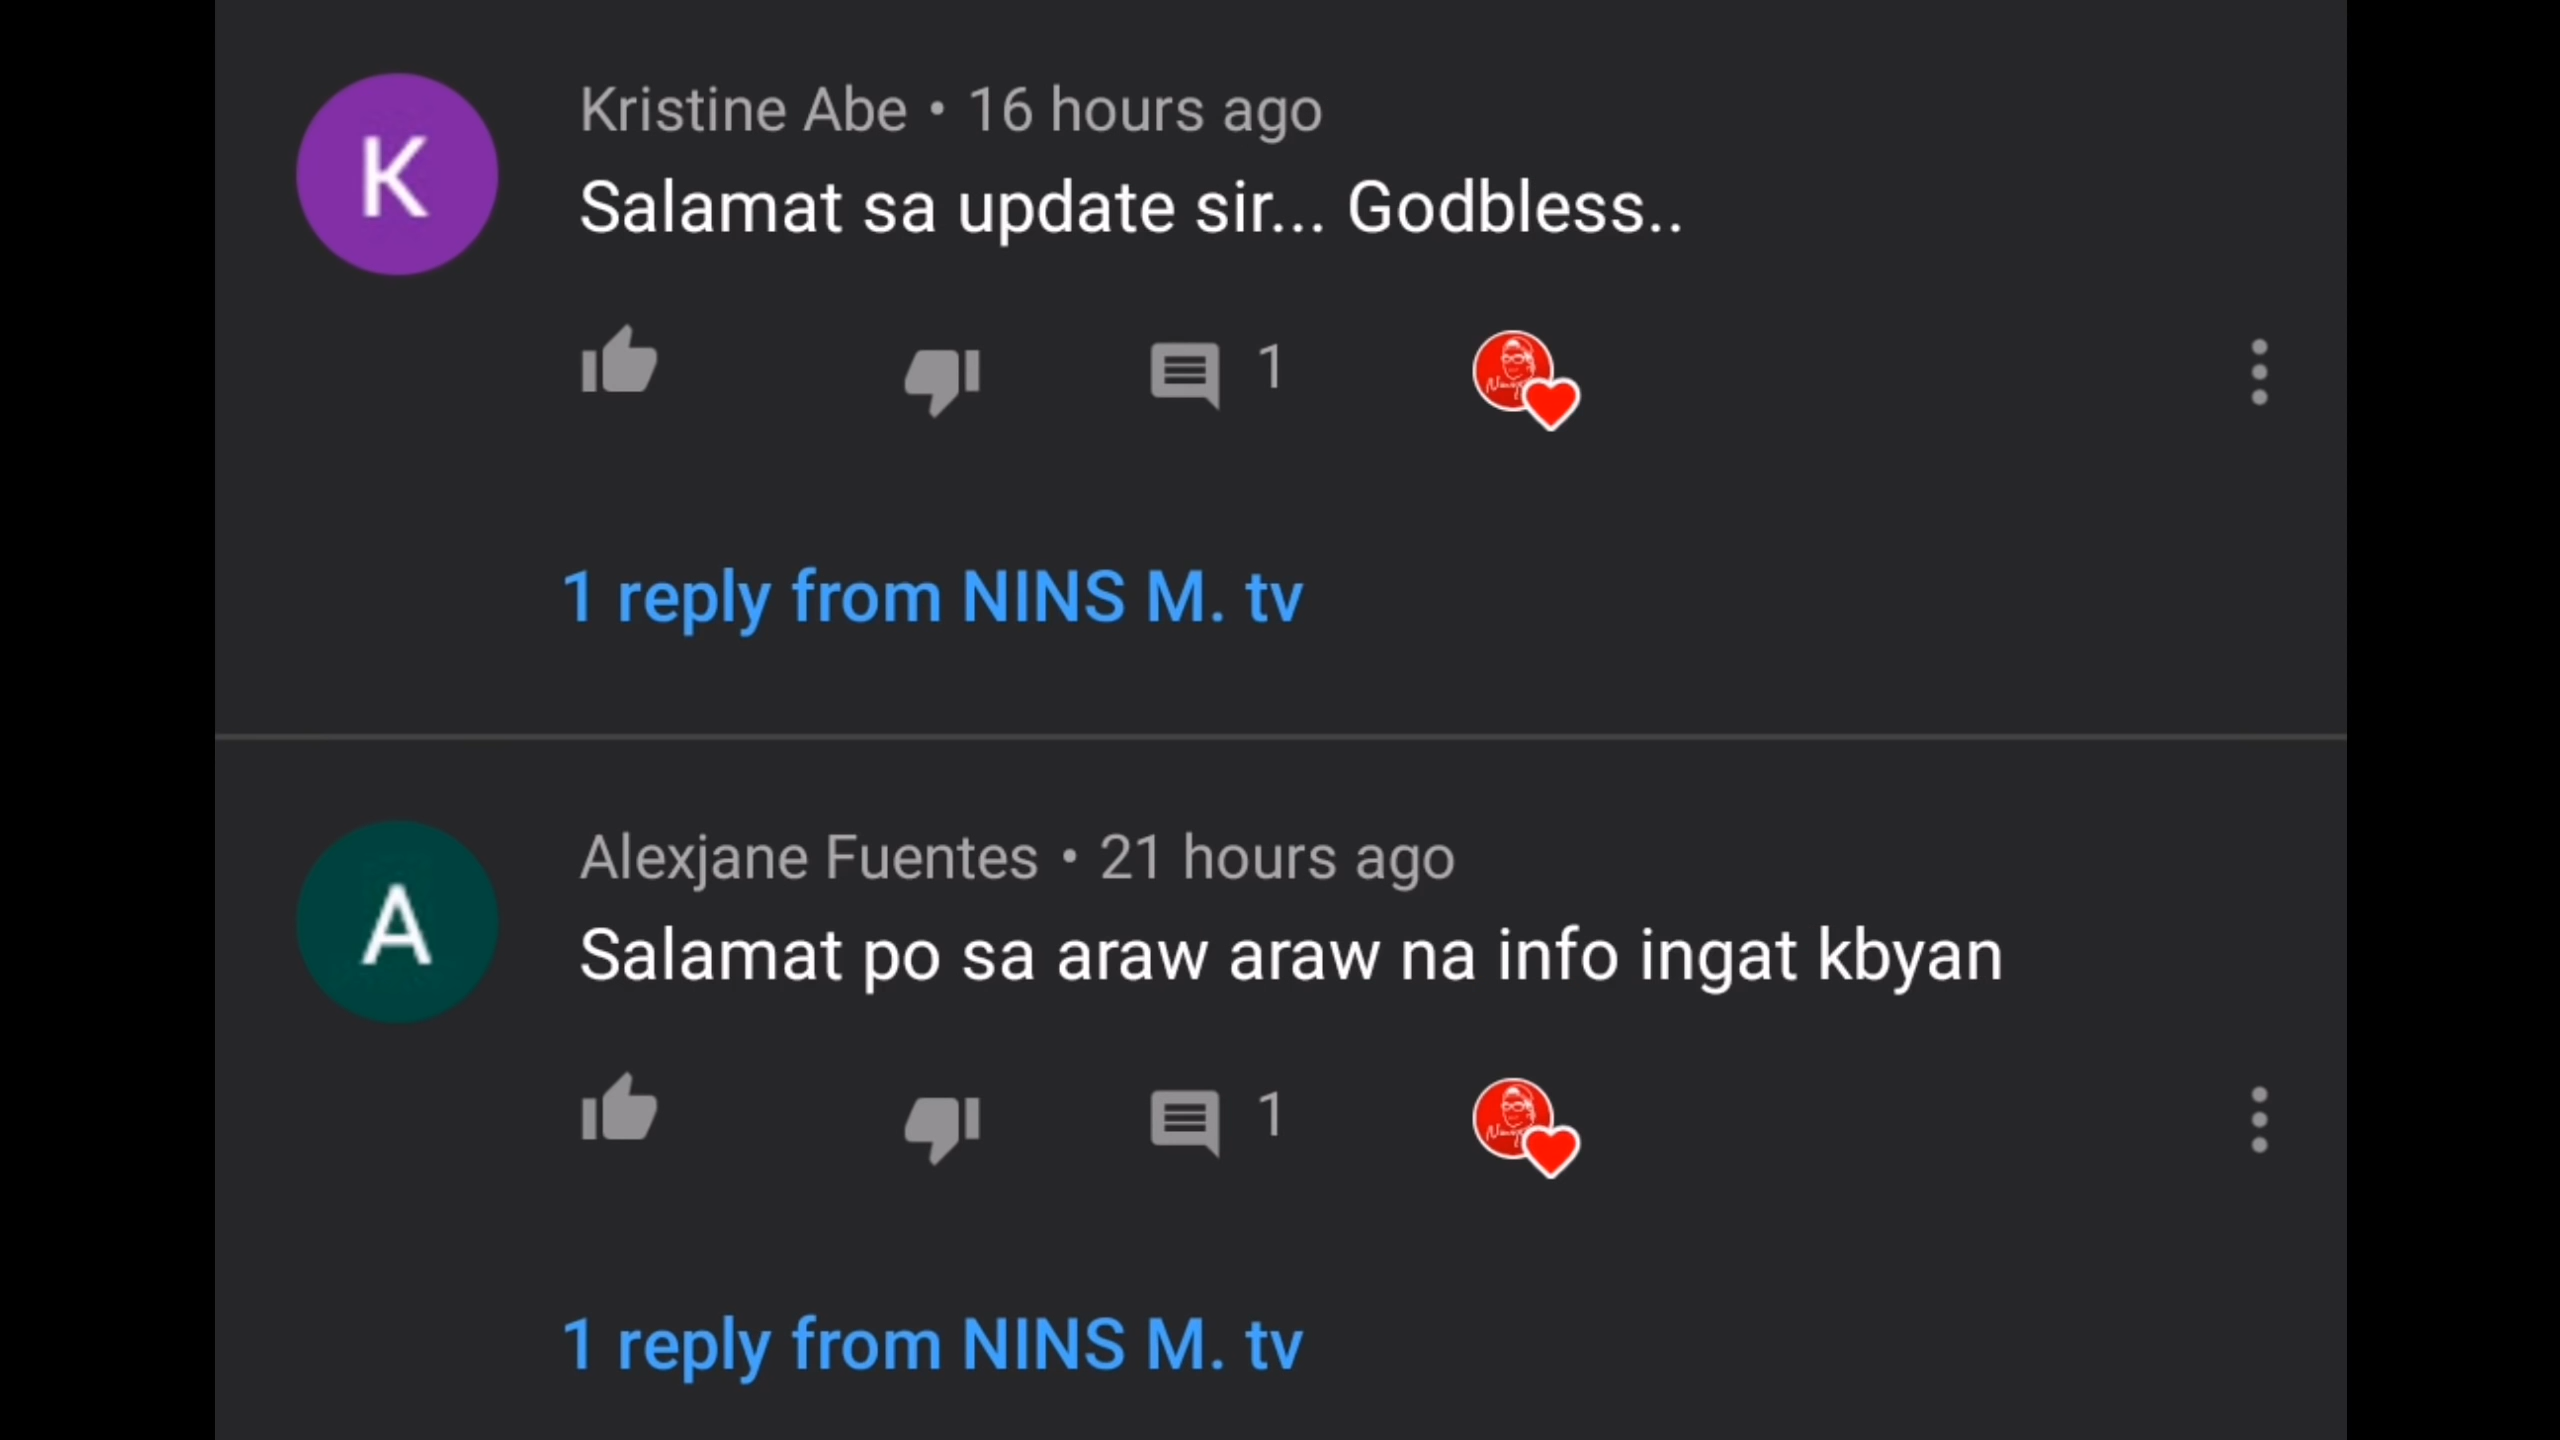 K
Kristine Abe • 16 hours ago
Salamat sa update sir... Godbless..
1
1 reply from NINS M. tv
A
Alexjane Fuentes • 21 hours ago
Salamat po sa araw araw na info ingat kbyan
1
1 reply from NINS M. tv